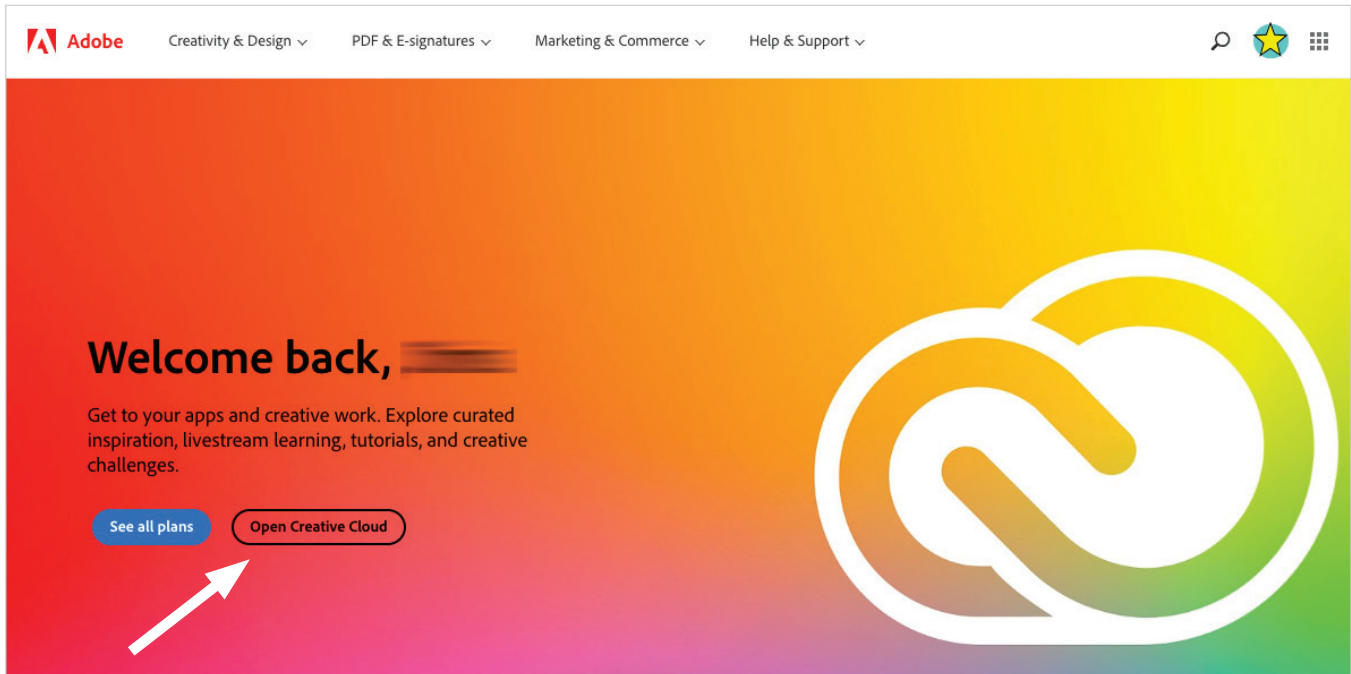 Adobe
Creativity & Design
PDF & E-signatures
Marketing & Commerce
Help & Support
Welcome back,
Get to your apps and creative work. Explore curated
inspiration, livestream learning, tutorials, and creative
challenges.
See all plans
Open Creative Cloud